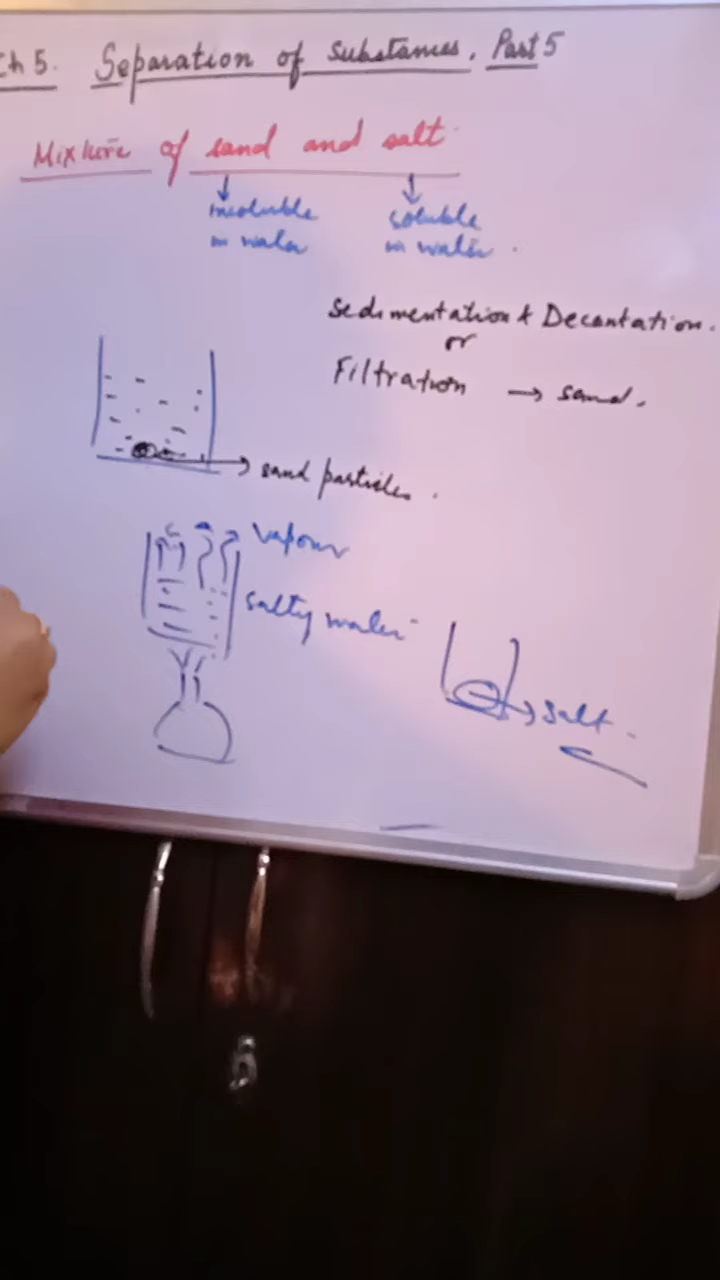 Ch 5. Separation of Substances, Part 5
Mixture of sand and salt
insoluble
in water
soluble
in water.
Sedimentation & Decantation.
or
Filtration → sand.
→ sand particles.
vapour
salty water
→ salt.